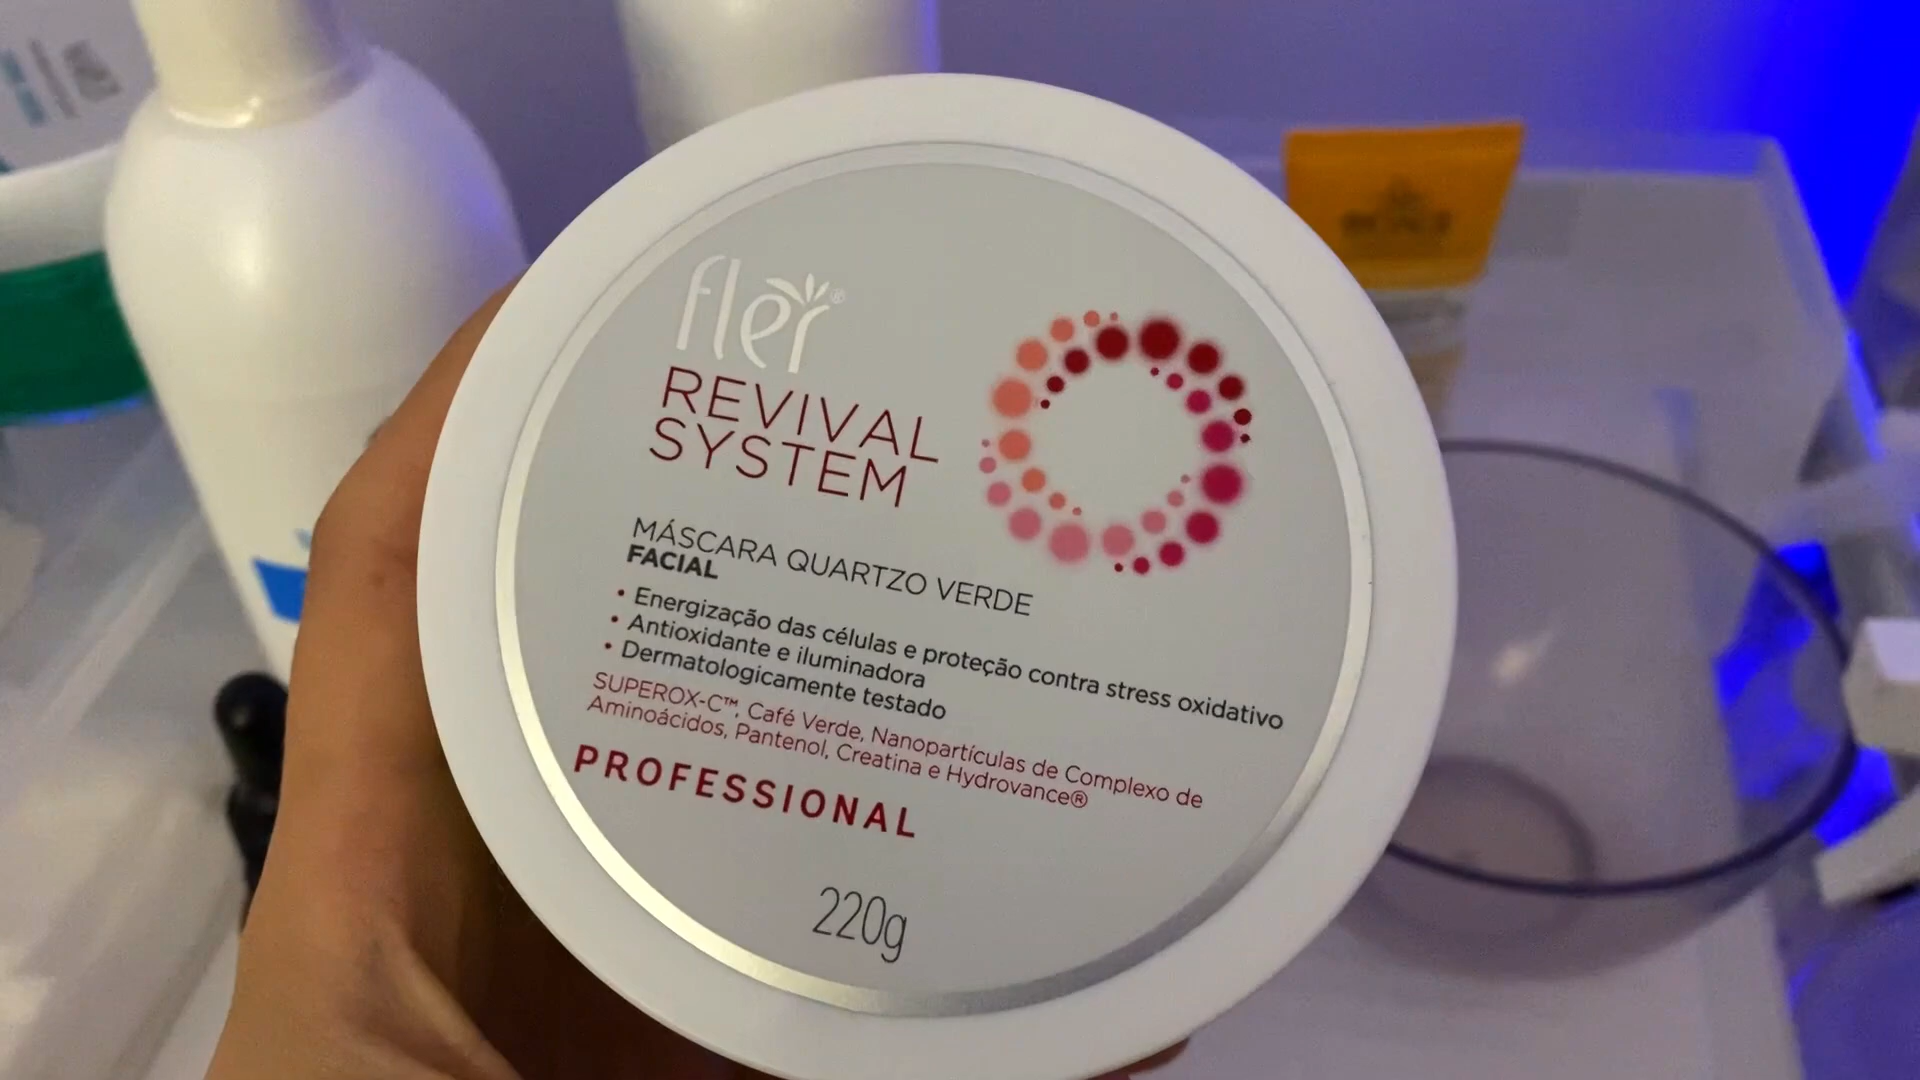 fler®
REVIVAL
SYSTEM
MÁSCARA QUARTZO VERDE
FACIAL
• Energização das células e proteção contra stress oxidativo
• Antioxidante e iluminadora
• Dermatologicamente testado
SUPEROX-C™, Café Verde, Nanopartículas de Complexo de
Aminoácidos, Pantenol, Creatina e Hydrovance®
PROFESSIONAL
220g